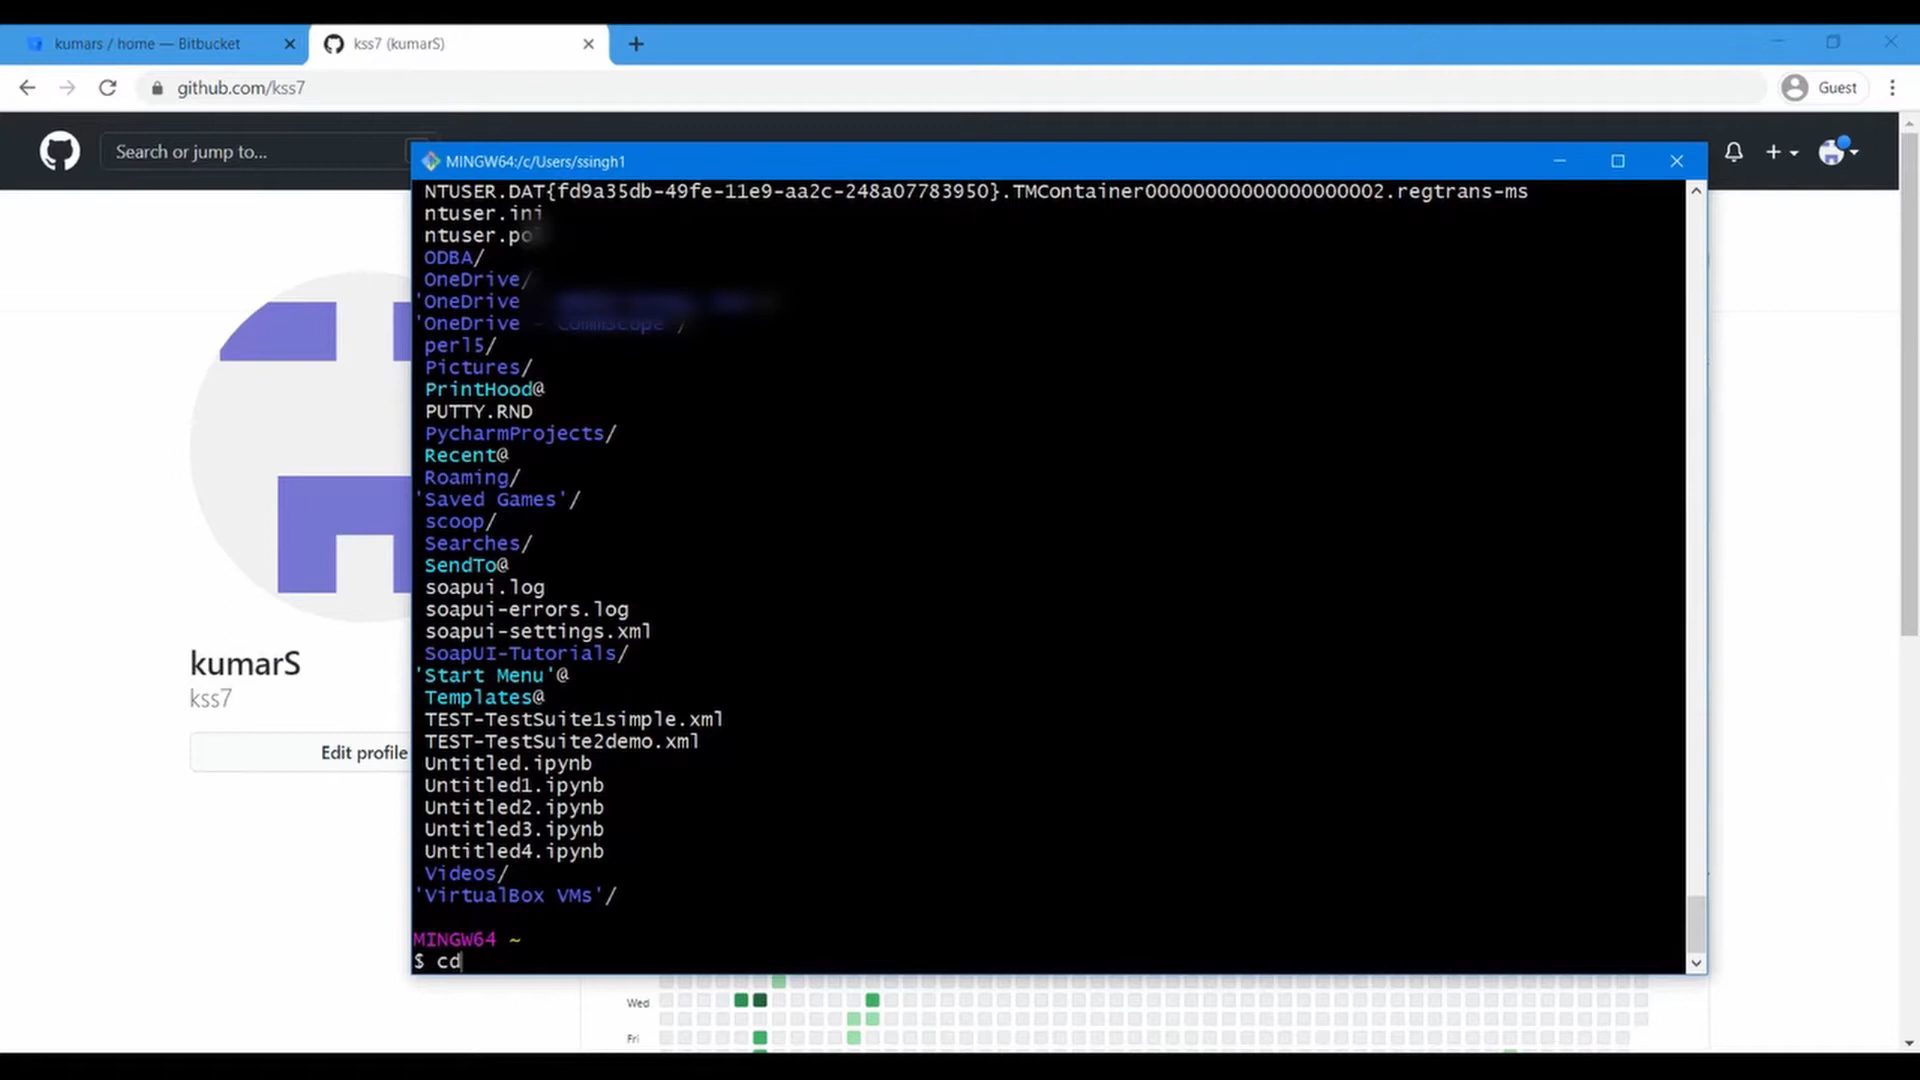 kumars / home — Bitbucket
kss7 (kumarS)
github.com/kss7
Guest
Search or jump to...
MINGW64:/c/Users/ssingh1
NTUSER.DAT{fd9a35db-49fe-11e9-aa2c-248a07783950}.TMContainer00000000000000000002.regtrans-ms
ntuser.ini
ntuser.po
ODBA/
OneDrive/
'OneDrive
'OneDrive - CommScope /
perl5/
Pictures/
PrintHood@
PUTTY.RND
PycharmProjects/
Recent@
Roaming/
'Saved Games'/
scoop/
Searches/
SendTo@
soapui.log
soapui-errors.log
soapui-settings.xml
SoapUI-Tutorials/
'Start Menu'@
Templates@
TEST-TestSuite1simple.xml
TEST-TestSuite2demo.xml
Untitled.ipynb
Untitled1.ipynb
Untitled2.ipynb
Untitled3.ipynb
Untitled4.ipynb
Videos/
'VirtualBox VMs'/
MINGW64 ~
$ cd
kumarS
kss7
Edit profile
Wed
Fri